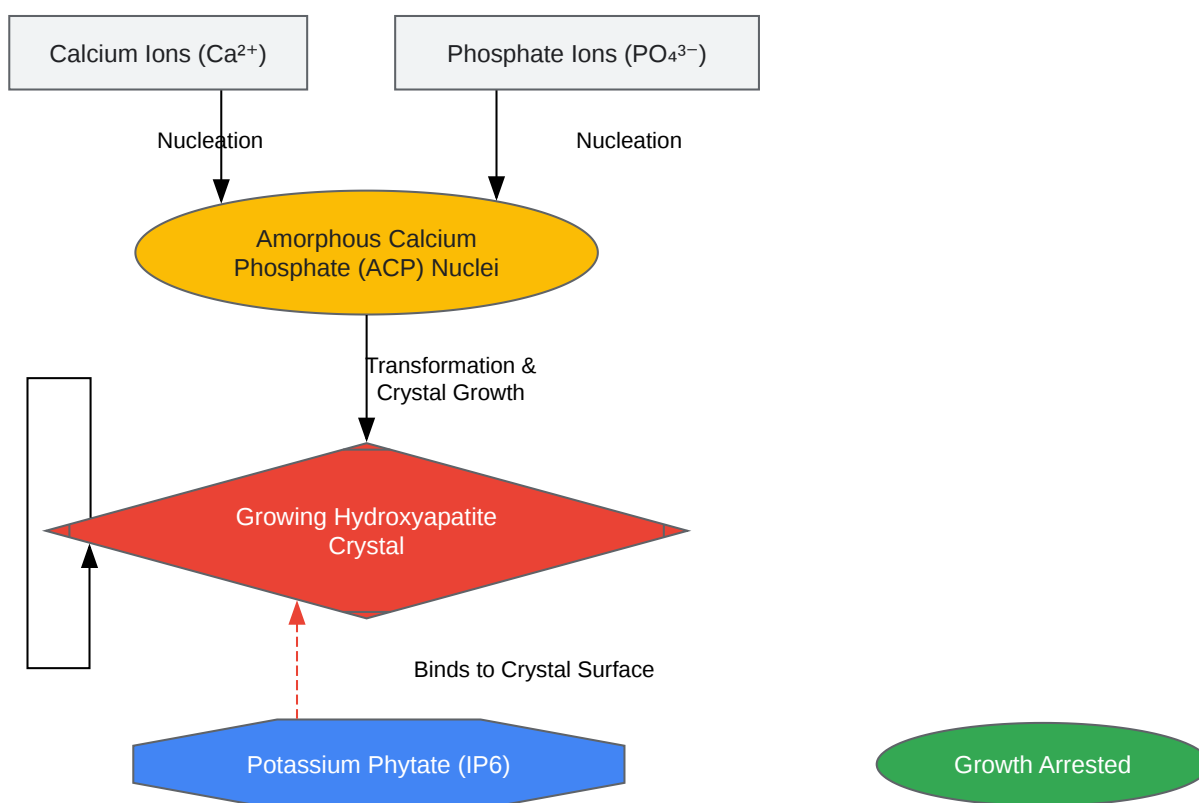 Calcium Ions (Ca²⁺)
Phosphate Ions (PO₄³⁻)
Nucleation
Nucleation
Amorphous Calcium
Phosphate (ACP) Nuclei
Transformation &
Crystal Growth
Growing Hydroxyapatite
Crystal
Binds to Crystal Surface
Potassium Phytate (IP6)
Growth Arrested